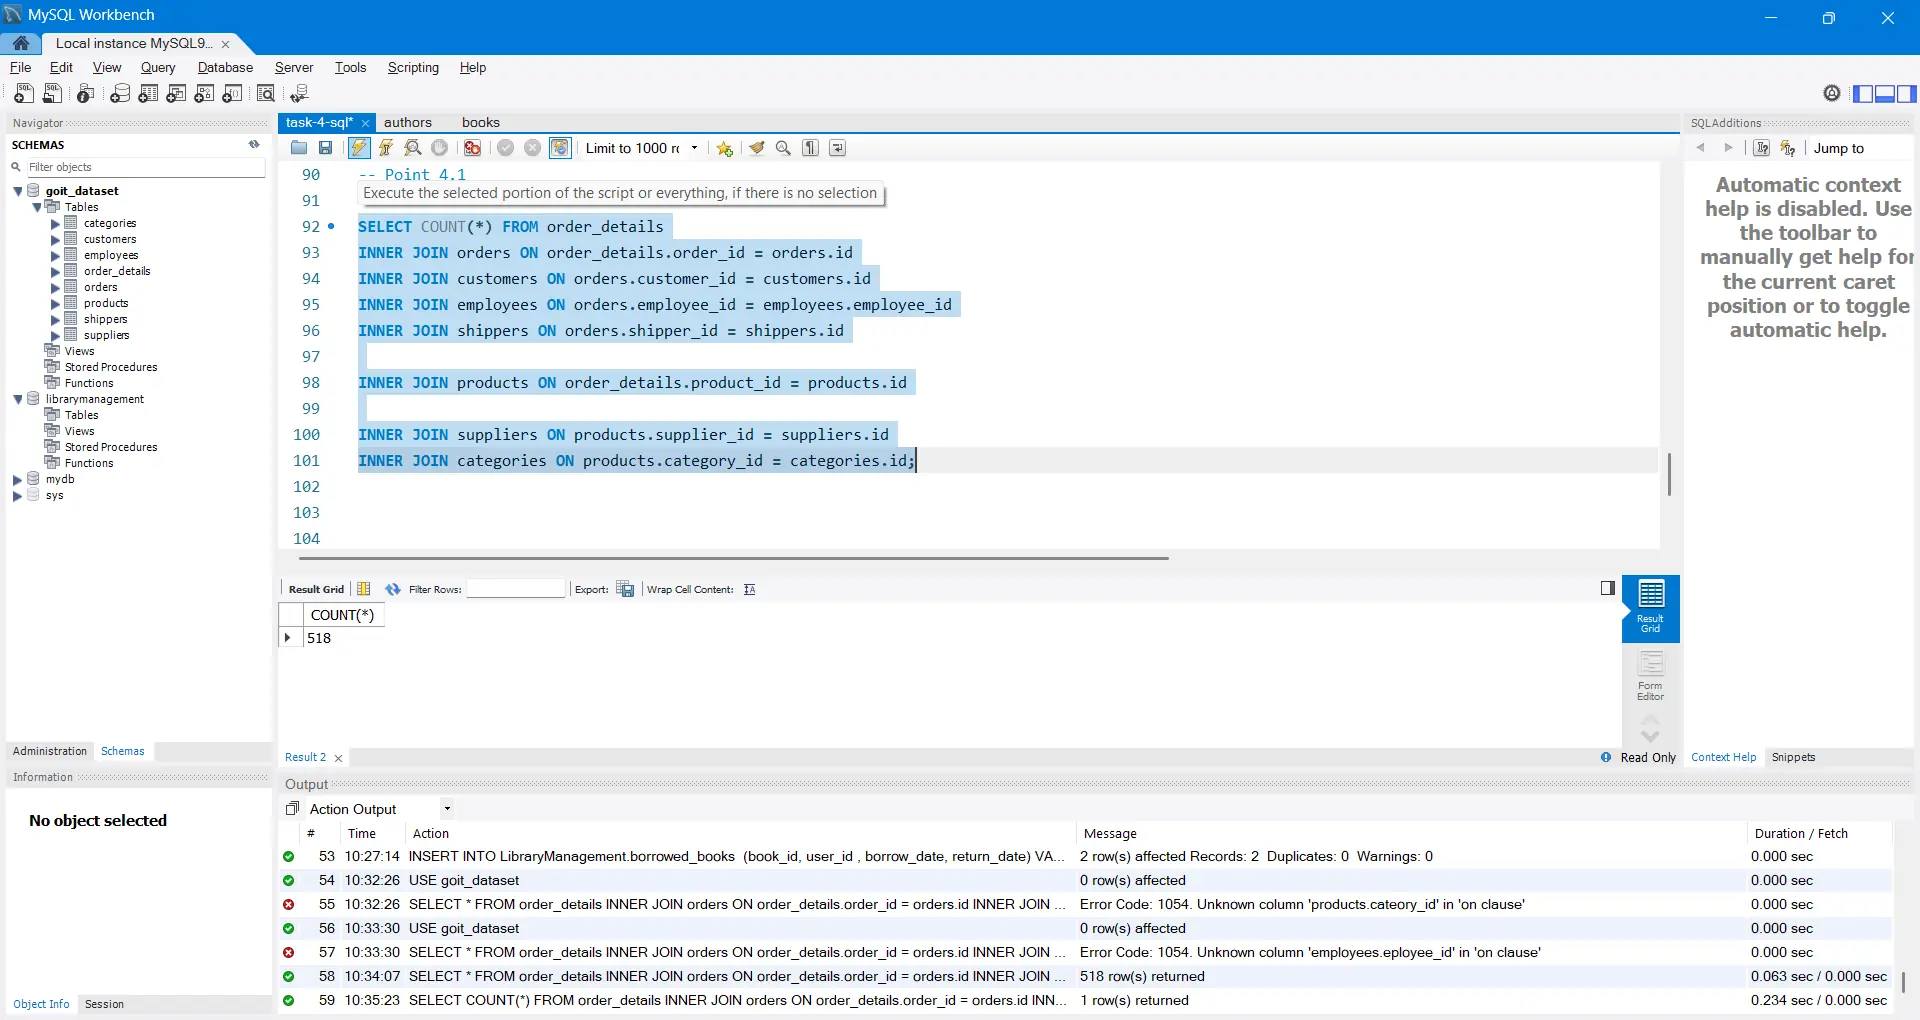 MySQL Workbench
Local instance MySQL9...
File Edit View Query Database Server Tools Scripting Help
Navigator
SCHEMAS
Filter objects
goit_dataset
Tables
categories
customers
employees
order_details
orders
products
shippers
suppliers
Views
Stored Procedures
Functions
librarymanagement
Tables
Views
Stored Procedures
Functions
mydb
sys
Administration Schemas
Information
No object selected
Object Info Session
task-4-sql* authors books
Limit to 1000 rc
90 -- Point 4.1
91
Execute the selected portion of the script or everything, if there is no selection
92 SELECT COUNT(*) FROM order_details
93 INNER JOIN orders ON order_details.order_id = orders.id
94 INNER JOIN customers ON orders.customer_id = customers.id
95 INNER JOIN employees ON orders.employee_id = employees.employee_id
96 INNER JOIN shippers ON orders.shipper_id = shippers.id
97
98 INNER JOIN products ON order_details.product_id = products.id
99
100 INNER JOIN suppliers ON products.supplier_id = suppliers.id
101 INNER JOIN categories ON products.category_id = categories.id;
102
103
104
Result Grid Filter Rows: Export: Wrap Cell Content:
COUNT(*)
518
Result
Grid
Form
Editor
Result 2 Read Only
SQLAdditions
Jump to
Automatic context
help is disabled. Use
the toolbar to
manually get help for
the current caret
position or to toggle
automatic help.
Context Help Snippets
Output
Action Output
# Time Action Message Duration / Fetch
53 10:27:14 INSERT INTO LibraryManagement.borrowed_books (book_id, user_id , borrow_date, return_date) VA... 2 row(s) affected Records: 2 Duplicates: 0 Warnings: 0 0.000 sec
54 10:32:26 USE goit_dataset 0 row(s) affected 0.000 sec
55 10:32:26 SELECT * FROM order_details INNER JOIN orders ON order_details.order_id = orders.id INNER JOIN ... Error Code: 1054. Unknown column 'products.cateory_id' in 'on clause' 0.000 sec
56 10:33:30 USE goit_dataset 0 row(s) affected 0.000 sec
57 10:33:30 SELECT * FROM order_details INNER JOIN orders ON order_details.order_id = orders.id INNER JOIN ... Error Code: 1054. Unknown column 'employees.eployee_id' in 'on clause' 0.000 sec
58 10:34:07 SELECT * FROM order_details INNER JOIN orders ON order_details.order_id = orders.id INNER JOIN ... 518 row(s) returned 0.063 sec / 0.000 sec
59 10:35:23 SELECT COUNT(*) FROM order_details INNER JOIN orders ON order_details.order_id = orders.id INN... 1 row(s) returned 0.234 sec / 0.000 sec